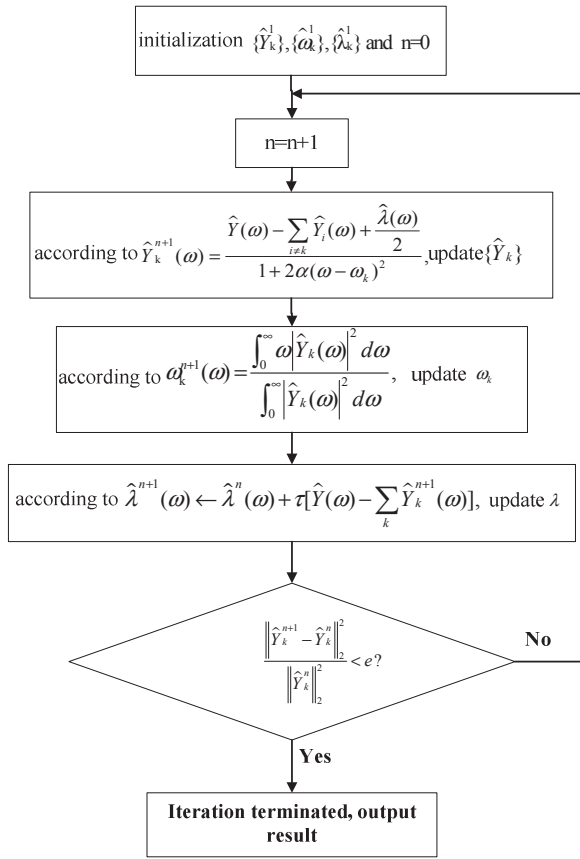 initialization {Ŷ_k^1},{ω̂_k^1},{λ̂_k^1} and n=0
n=n+1
according to Ŷ_k^{n+1}(ω) = (Ŷ(ω) − ∑_{i≠k} Ŷ_i(ω) + λ̂(ω)/2) / (1+2α(ω−ω_k)^2) ,update{Ŷ_k}
according to ω_k^{n+1}(ω) = ∫_0^∞ ω|Ŷ_k(ω)|^2 dω / ∫_0^∞ |Ŷ_k(ω)|^2 dω, update ω_k
according to λ̂^{n+1}(ω) ← λ̂^n(ω) + τ[Ŷ(ω) − ∑_k Ŷ_k^{n+1}(ω)], update λ
‖Ŷ_k^{n+1} − Ŷ_k^n‖_2^2 / ‖Ŷ_k^n‖_2^2 < e?
No
Yes
Iteration terminated, output
result